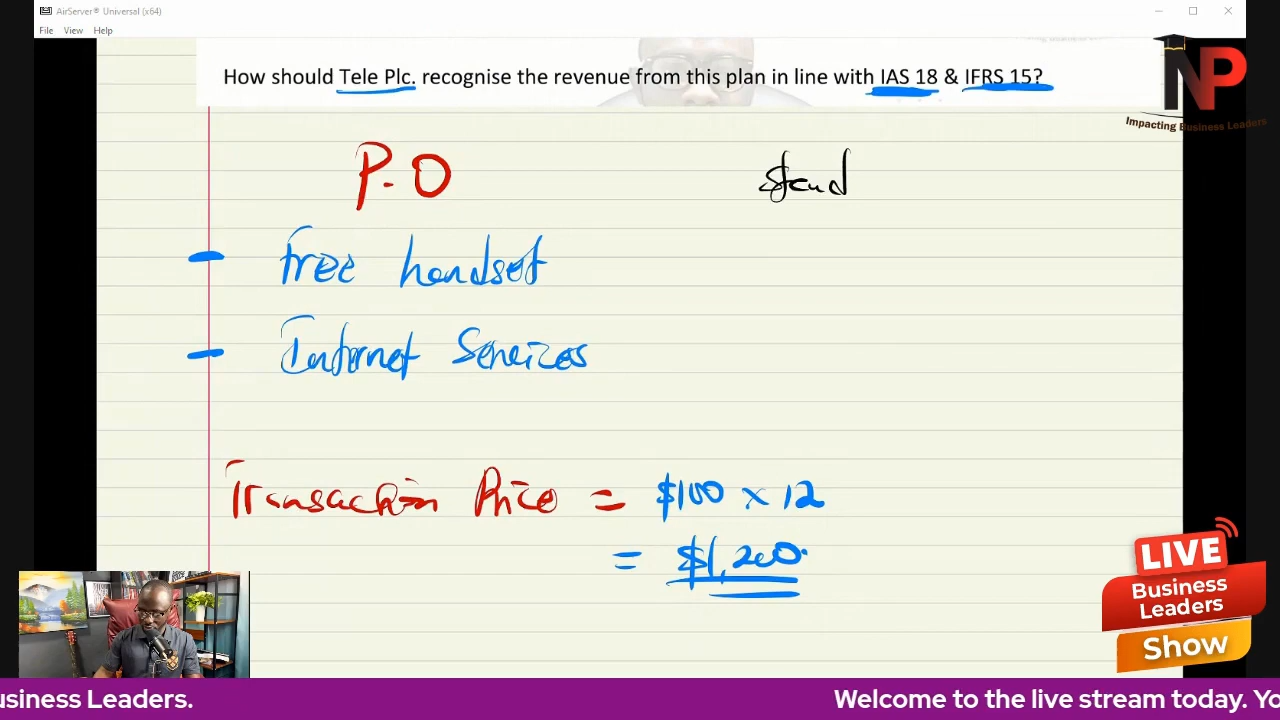 AirServer® Universal (x64)
File View Help
How should Tele Plc. recognise the revenue from this plan in line with IAS 18 & IFRS 15?
NP
Impacting Business Leaders
P.O
stand
- Free handset
- Internet Services
Transaction Price = $100 x 12
= $1,200.
LIVE
Business
Leaders
Show
usiness Leaders.
Welcome to the live stream today. Yo